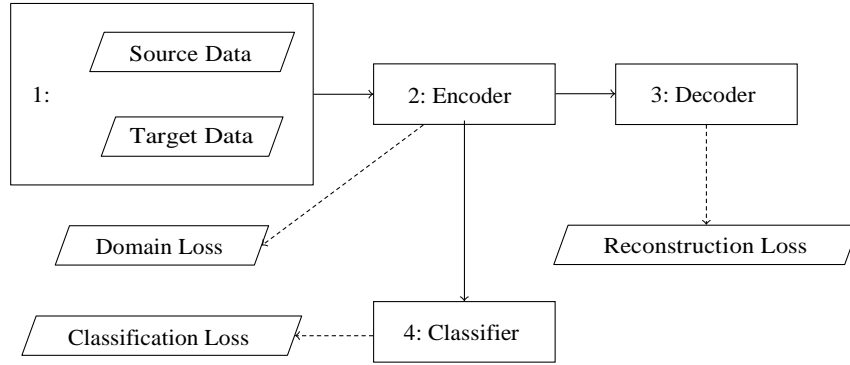 Source Data
1:
2: Encoder
3: Decoder
Target Data
Domain Loss
Reconstruction Loss
Classification Loss
4: Classifier